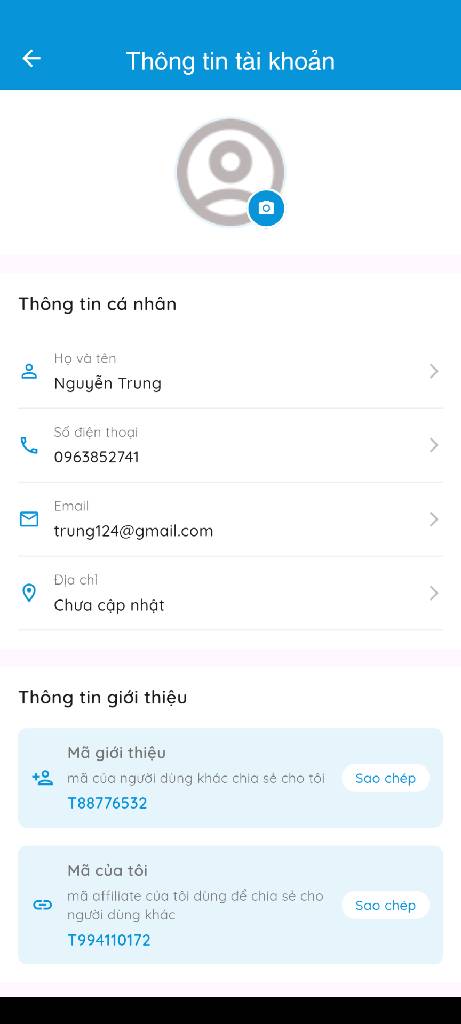 Thông tin tài khoản
Thông tin cá nhân
Họ và tên
Nguyễn Trung
Số điện thoại
0963852741
Email
trung124@gmail.com
Địa chỉ
Chưa cập nhật
Thông tin giới thiệu
Mã giới thiệu
mã của người dùng khác chia sẻ cho tôi
Sao chép
T88776532
Mã của tôi
mã affiliate của tôi dùng để chia sẻ cho
người dùng khác
Sao chép
T994110172